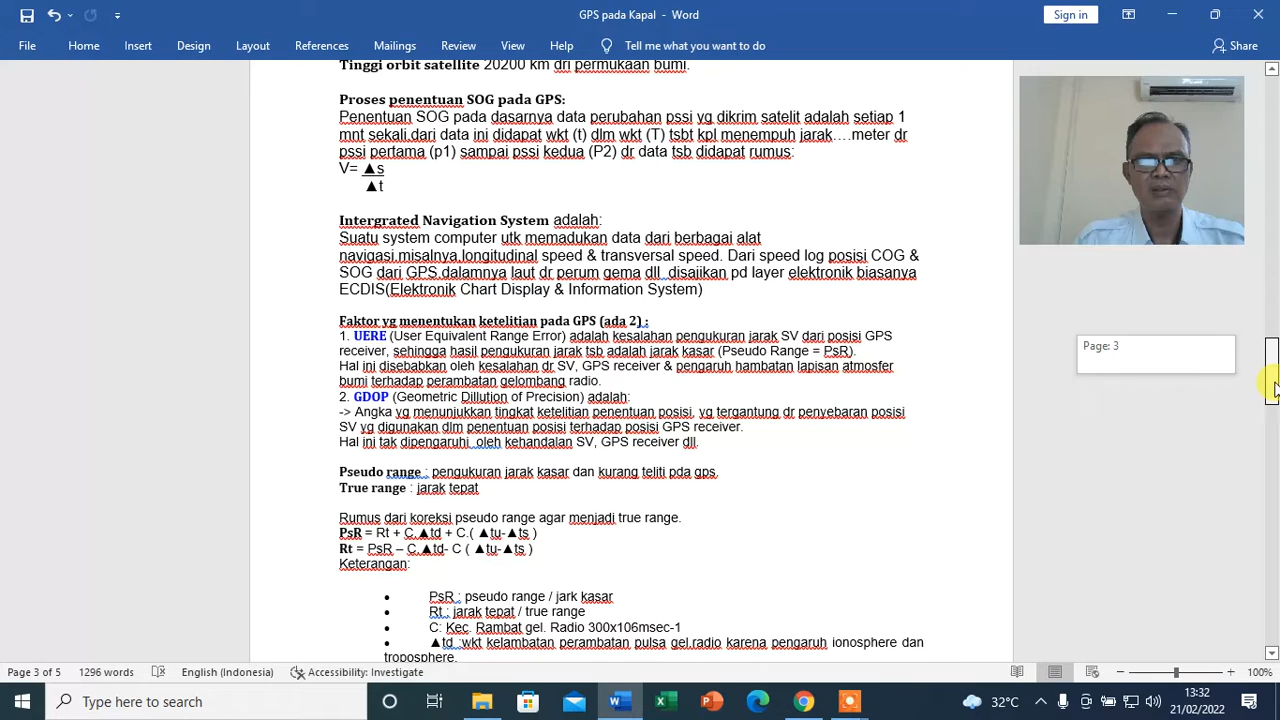 GPS pada Kapal - Word
Sign in
File Home Insert Design Layout References Mailings Review View Help Tell me what you want to do Share
Tinggi orbit satellite 20200 km dri permukaan bumi.
Proses penentuan SOG pada GPS:
Penentuan SOG pada dasarnya data perubahan pssi yg dikrim satelit adalah setiap 1
mnt sekali.dari data ini didapat wkt (t) dlm wkt (T) tsbt kpl menempuh jarak....meter dr
pssi pertama (p1) sampai pssi kedua (P2) dr data tsb didapat rumus:
V= ▲s
▲t
Intergrated Navigation System adalah:
Suatu system computer utk memadukan data dari berbagai alat
navigasi.misalnya,longitudinal speed & transversal speed. Dari speed log posisi COG &
SOG dari GPS.dalamnya laut dr perum gema dll disajikan pd layer elektronik biasanya
ECDIS(Elektronik Chart Display & Information System)
Faktor yg menentukan ketelitian pada GPS (ada 2) :
1. UERE (User Equivalent Range Error) adalah kesalahan pengukuran jarak SV dari posisi GPS
receiver, sehingga hasil pengukuran jarak tsb adalah jarak kasar (Pseudo Range = PsR).
Hal ini disebabkan oleh kesalahan dr SV, GPS receiver & pengaruh hambatan lapisan atmosfer
bumi terhadap perambatan gelombang radio.
2. GDOP (Geometric Dillution of Precision) adalah:
-> Angka yg menunjukkan tingkat ketelitian penentuan posisi, yg tergantung dr penyebaran posisi
SV yg digunakan dlm penentuan posisi terhadap posisi GPS receiver.
Hal ini tak dipengaruhi oleh kehandalan SV, GPS receiver dll.
Pseudo range : pengukuran jarak kasar dan kurang teliti pda gps.
True range : jarak tepat
Rumus dari koreksi pseudo range agar menjadi true range.
PsR = Rt + C.▲td + C.( ▲tu-▲ts )
Rt = PsR – C.▲td- C ( ▲tu-▲ts )
Keterangan:
• PsR : pseudo range / jark kasar
• Rt : jarak tepat / true range
• C: Kec. Rambat gel. Radio 300x106msec-1
• ▲td :wkt kelambatan perambatan pulsa gel.radio karena pengaruh ionosphere dan
troposphere.
Page: 3
Page 3 of 5 1296 words English (Indonesia) Accessibility: Investigate 100%
Type here to search 32°C 13:32
21/02/2022